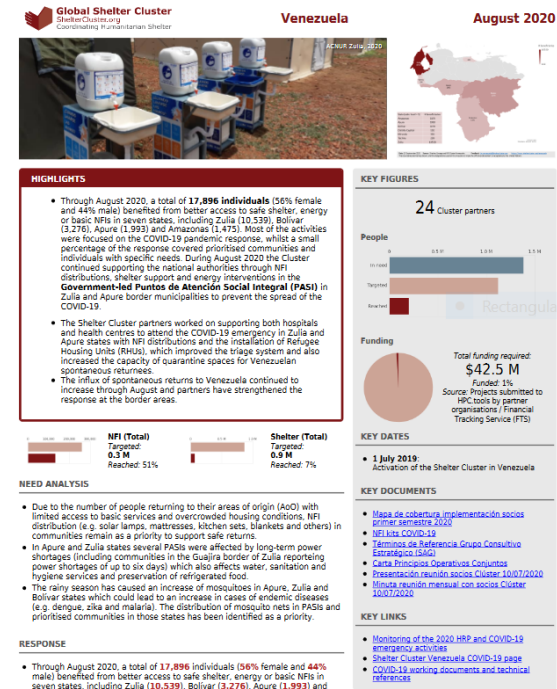 Global Shelter Cluster
ShelterCluster.org
Coordinating Humanitarian Shelter
Venezuela
August 2020
ACNUR Zulia, 2020
HIGHLIGHTS
• Through August 2020, a total of 17,896 individuals (56% female
and 44% male) benefited from better access to safe shelter, energy
or basic NFIs in seven states, including Zulia (10,539), Bolivar
(3,276), Apure (1,993) and Amazonas (1,475). Most of the activities
were focused on the COVID-19 pandemic response, whilst a small
percentage of the response covered prioritised communities and
individuals with specific needs. During August 2020 the Cluster
continued supporting the national authorities through NFI
distributions, shelter support and energy interventions in the
Government-led Puntos de Atención Social Integral (PASI) in
Zulia and Apure border municipalities to prevent the spread of the
COVID-19.
• The Shelter Cluster partners worked on supporting both hospitals
and health centres to attend the COVID-19 emergency in Zulia and
Apure states with NFI distributions and the installation of Refugee
Housing Units (RHUs), which improved the triage system and also
increased the capacity of quarantine spaces for Venezuelan
spontaneous returnees.
• The influx of spontaneous returns to Venezuela continued to
increase through August and partners have strengthened the
response at the border areas.
NFI (Total)
Targeted:
0.3 M
Reached: 51%
Shelter (Total)
Targeted:
0.9 M
Reached: 7%
NEED ANALYSIS
• Due to the number of people returning to their areas of origin (AoO) with
limited access to basic services and overcrowded housing conditions, NFI
distribution (e.g. solar lamps, mattresses, kitchen sets, blankets and others) in
communities remain as a priority to support safe returns.
• In Apure and Zulia states several PASIs were affected by long-term power
shortages (including communities in the Guajira border of Zulia reporteing
power shortages of up to six days) which also affects water, sanitation and
hygiene services and preservation of refrigerated food.
• The rainy season has caused an increase of mosquitoes in Apure, Zulia and
Bolivar states which could lead to an increase in cases of endemic diseases
(e.g. dengue, zika and malaria). The distribution of mosquito nets in PASIs and
prioritised communities in those states has been identified as a priority.
RESPONSE
• Through August 2020, a total of 17,896 individuals (56% female and 44%
male) benefited from better access to safe shelter, energy or basic NFIs in
seven states, including Zulia (10,539), Bolivar (3,276), Apure (1,993) and
KEY FIGURES
24 Cluster partners
People
0 0.5 M 1.0 M 1.5 M
In need
Targeted
Reached
Rectangula
Funding
Total funding required:
$42.5 M
Funded: 1%
Source: Projects submitted to
HPC.tools by partner
organisations / Financial
Tracking Service (FTS)
KEY DATES
• 1 July 2019:
Activation of the Shelter Cluster in Venezuela
KEY DOCUMENTS
• Mapa de cobertura implementación socios
primer semestre 2020
• NFI kits COVID-19
• Términos de Referencia Grupo Consultivo
Estratégico (SAG)
• Carta Principios Operativos Conjuntos
• Presentación reunión socios Clúster 10/07/2020
• Minuta reunión mensual con socios Clúster
10/07/2020
KEY LINKS
• Monitoring of the 2020 HRP and COVID-19
emergency activities
• Shelter Cluster Venezuela COVID-19 page
• COVID-19 working documents and technical
references